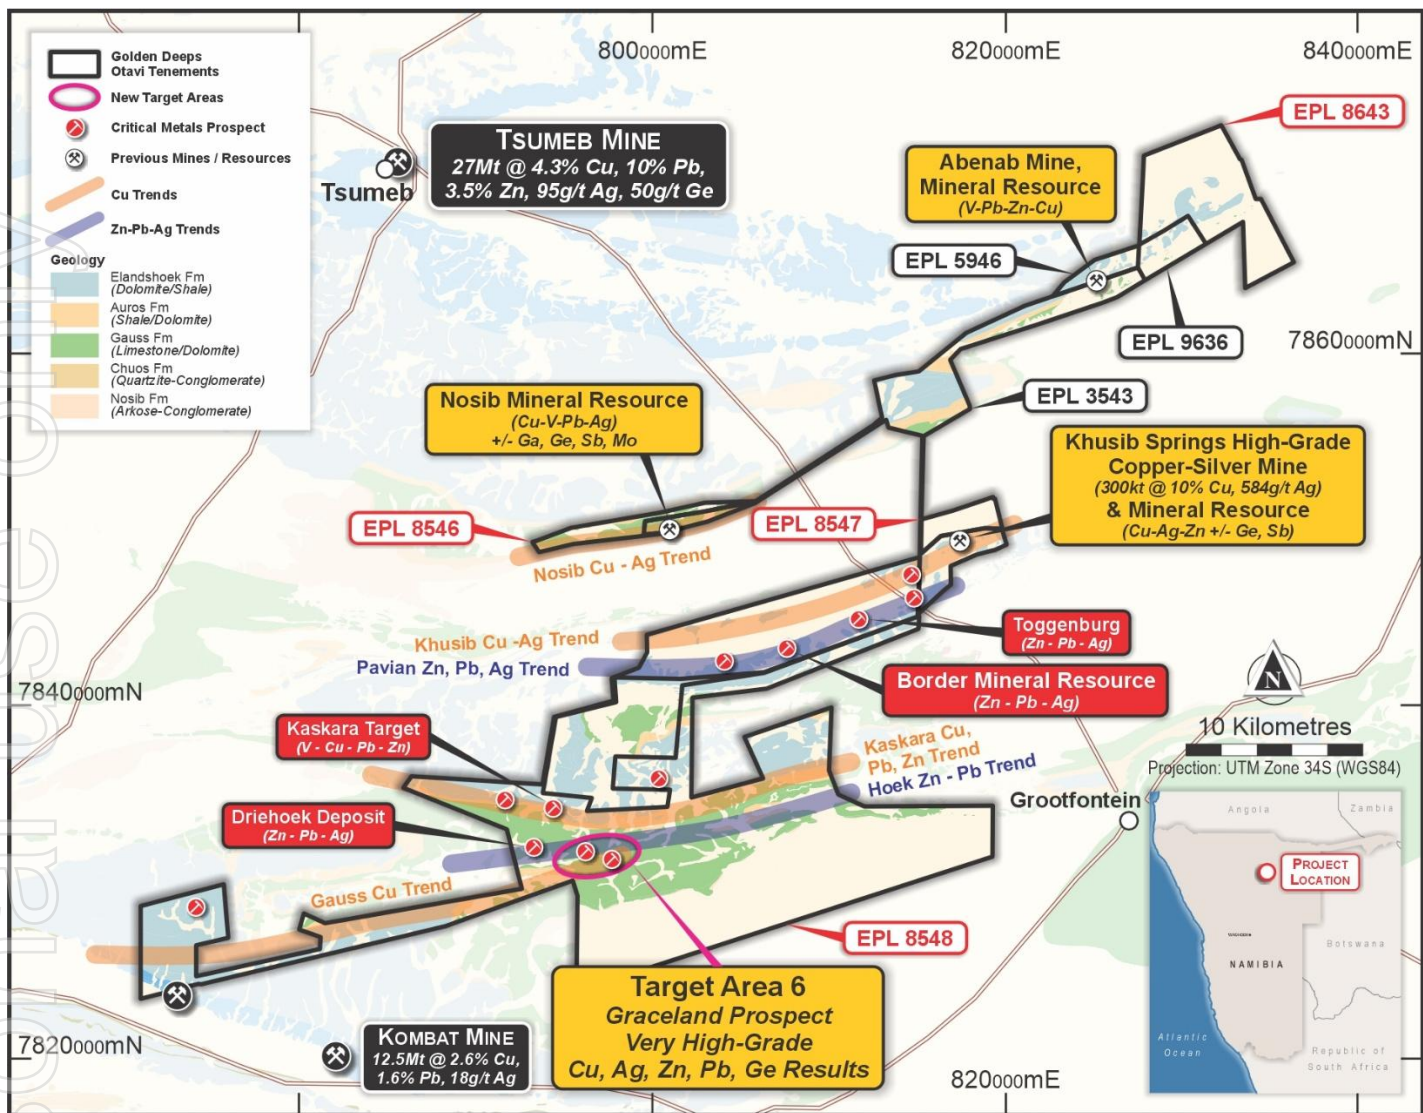 800000mE
820000mE
840000mE
Golden Deeps
Otavi Tenements
New Target Areas
Critical Metals Prospect
Previous Mines / Resources
Cu Trends
Zn-Pb-Ag Trends
Geology
Elandshoek Fm
(Dolomite/Shale)
Auros Fm
(Shale/Dolomite)
Gauss Fm
(Limestone/Dolomite)
Chuos Fm
(Quartzite-Conglomerate)
Nosib Fm
(Arkose-Conglomerate)
Tsumeb
TSUMEB MINE
27Mt @ 4.3% Cu, 10% Pb,
3.5% Zn, 95g/t Ag, 50g/t Ge
EPL 8643
Abenab Mine,
Mineral Resource
(V-Pb-Zn-Cu)
EPL 5946
EPL 9636
7860000mN
EPL 3543
Nosib Mineral Resource
(Cu-V-Pb-Ag)
+/- Ga, Ge, Sb, Mo
Khusib Springs High-Grade
Copper-Silver Mine
(300kt @ 10% Cu, 584g/t Ag)
& Mineral Resource
(Cu-Ag-Zn +/- Ge, Sb)
EPL 8546
EPL 8547
Nosib Cu - Ag Trend
Khusib Cu -Ag Trend
Pavian Zn, Pb, Ag Trend
Toggenburg
(Zn - Pb - Ag)
Border Mineral Resource
(Zn - Pb - Ag)
7840000mN
N
10 Kilometres
Projection: UTM Zone 34S (WGS84)
Kaskara Target
(V - Cu - Pb - Zn)
Kaskara Cu,
Pb, Zn Trend
Hoek Zn - Pb Trend
Grootfontein
Driehoek Deposit
(Zn - Pb - Ag)
Gauss Cu Trend
EPL 8548
Target Area 6
Graceland Prospect
Very High-Grade
Cu, Ag, Zn, Pb, Ge Results
KOMBAT MINE
12.5Mt @ 2.6% Cu,
1.6% Pb, 18g/t Ag
7820000mN
820000mE
Angola
Zambia
PROJECT
LOCATION
NAMIBIA
Botswana
Atlantic
Ocean
Republic of
South Africa